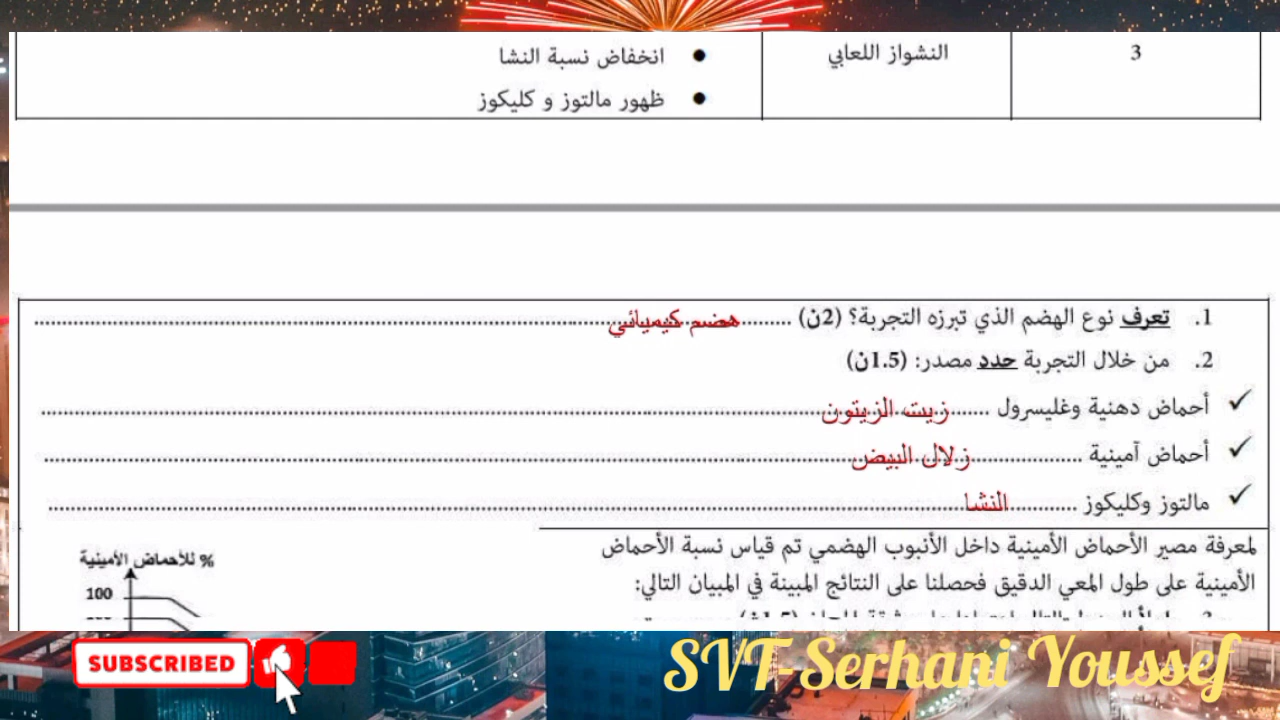 3 النشواز اللعابي • انخفاض نسبة النشا
• ظهور مالتوز و كليكوز
1. تعرف نوع الهضم الذي تبرزه التجربة؟ (2ن) هضم كيميائي
2. من خلال التجربة حدد مصدر: (1.5ن)
✓ أحماض دهنية وغليسرول زيت الزيتون
✓ أحماض آمينية زلال البيض
✓ مالتوز وكليكوز النشا
لمعرفة مصير الأحماض الأمينية داخل الأنبوب الهضمي تم قياس نسبة الأحماض
الأمينية على طول المعي الدقيق فحصلنا على النتائج المبينة في المبيان التالي:
% للأحماض الأمينية
100
SUBSCRIBED
SVT-Serhani Youssef